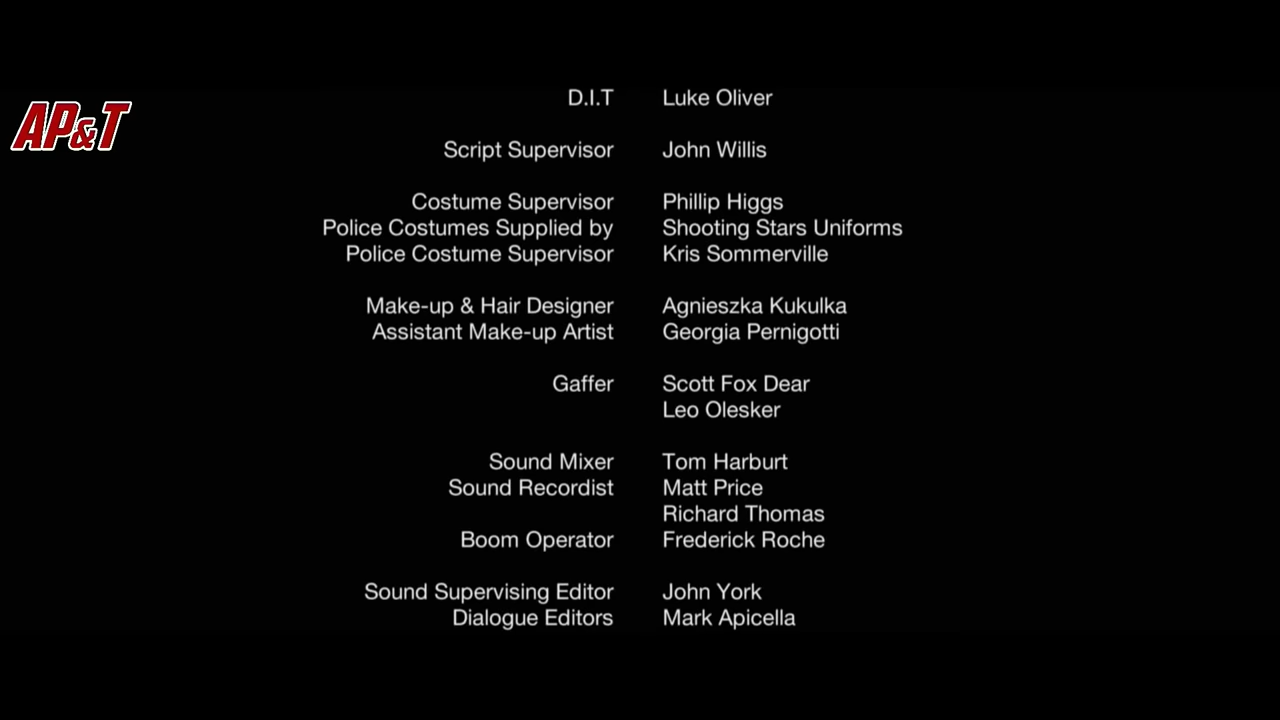 AP&T
D.I.T Luke Oliver
Script Supervisor John Willis
Costume Supervisor Phillip Higgs
Police Costumes Supplied by Shooting Stars Uniforms
Police Costume Supervisor Kris Sommerville
Make-up & Hair Designer Agnieszka Kukulka
Assistant Make-up Artist Georgia Pernigotti
Gaffer Scott Fox Dear
Leo Olesker
Sound Mixer Tom Harburt
Sound Recordist Matt Price
Richard Thomas
Boom Operator Frederick Roche
Sound Supervising Editor John York
Dialogue Editors Mark Apicella